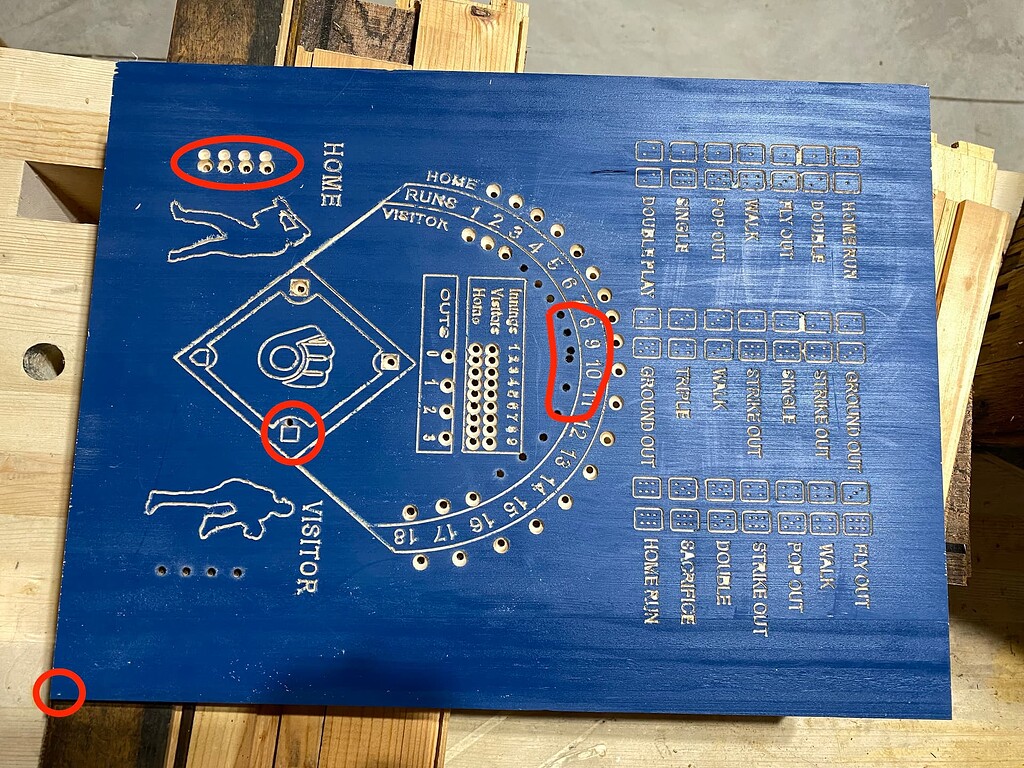 HOME RUN
DOUBLE
FLY OUT
WALK
POP OUT
SINGLE
DOUBLE PLAY
GROUND OUT
STRIKE OUT
SINGLE
STRIKE OUT
WALK
TRIPLE
GROUND OUT
FLY OUT
WALK
POP OUT
STRIKE OUT
DOUBLE
SACRIFICE
HOME RUN
HOME
RUNS 1 2 3 4 5 6 7 8 9 10 11 12 13 14 15 16 17 18
VISITOR
Innings 1 2 3 4 5 6 7 8 9
Visitors
Home
OUTS 0 1 2 3
HOME
VISITOR